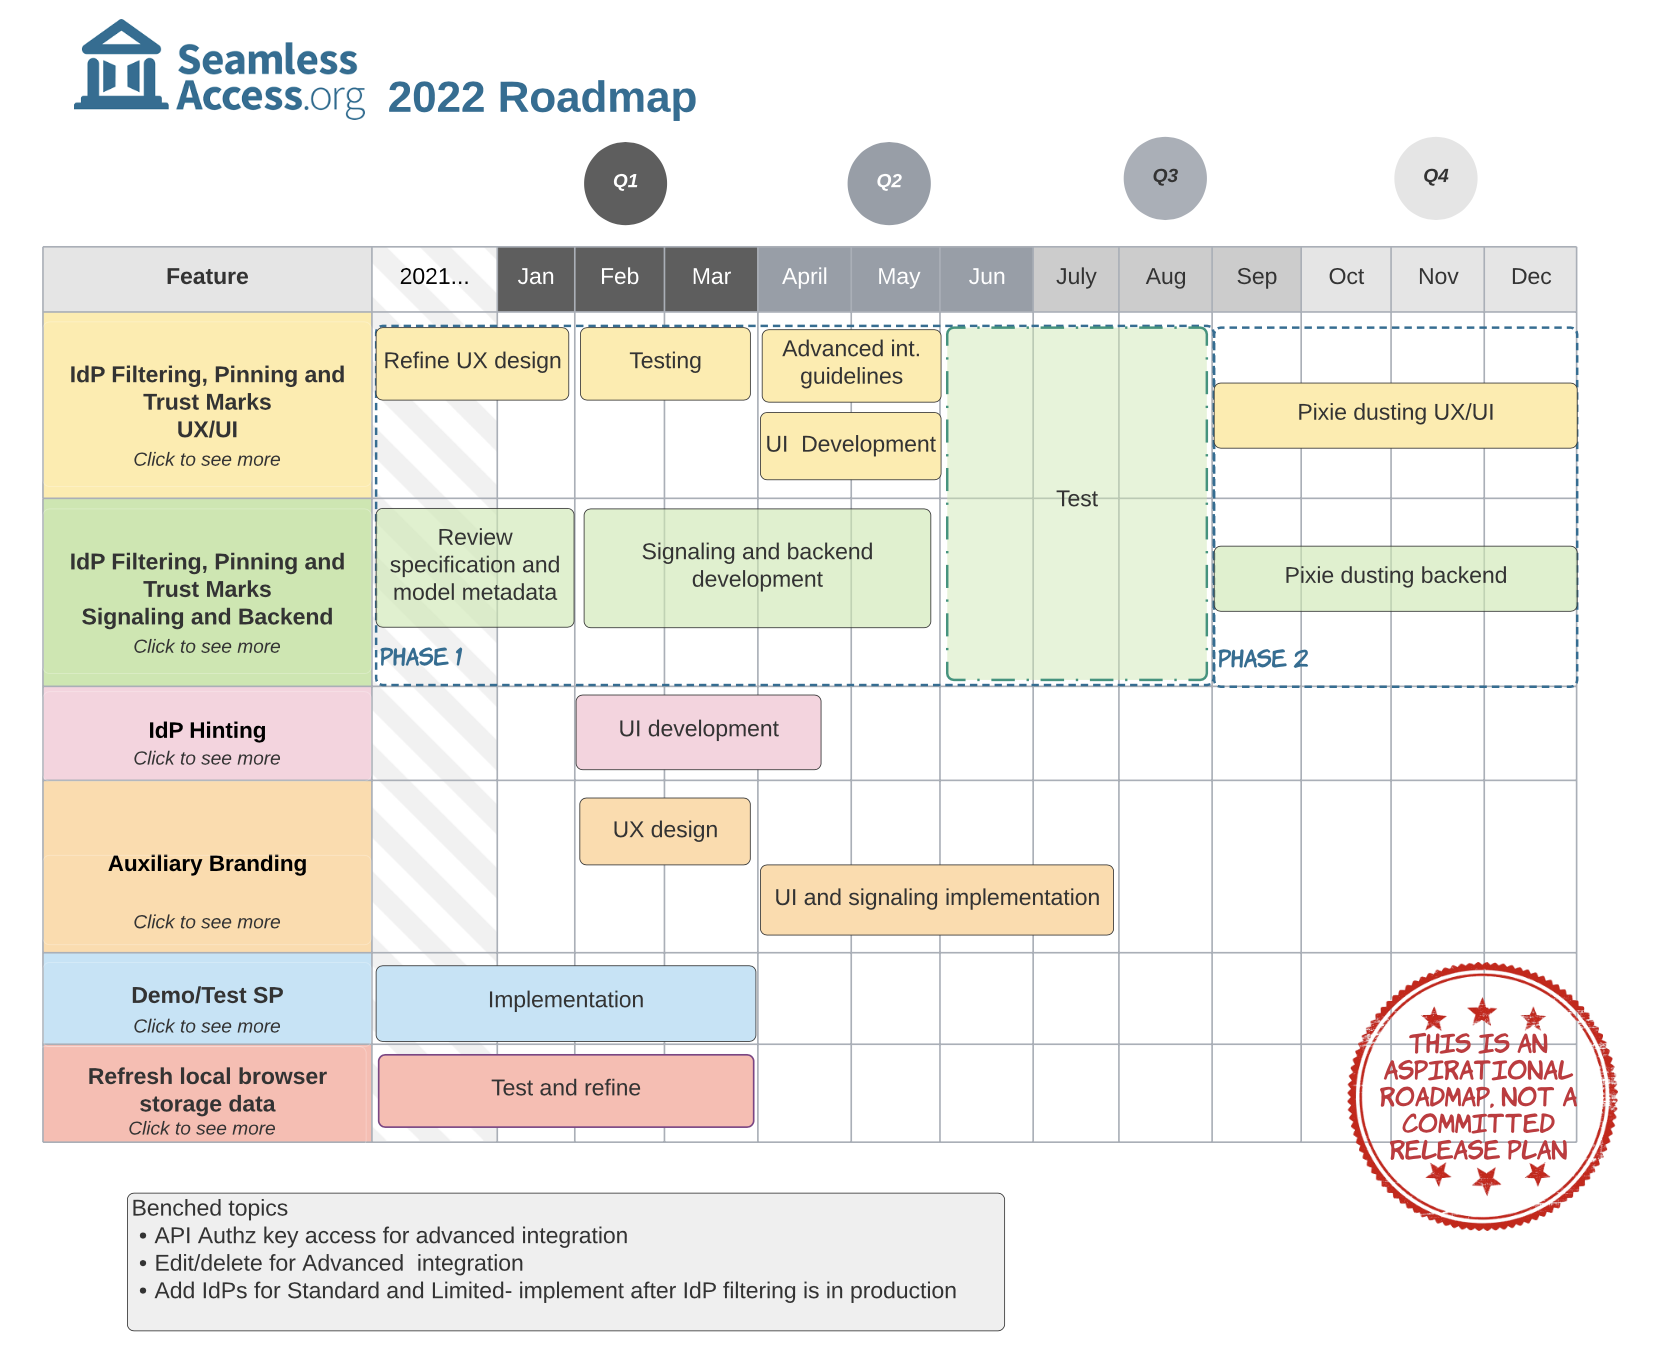 Seamless
Access.org 2022 Roadmap
Q1
Q2
Q3
Q4
Feature
2021...
Jan
Feb
Mar
April
May
Jun
July
Aug
Sep
Oct
Nov
Dec
IdP Filtering, Pinning and
Trust Marks
UX/UI
Click to see more
Refine UX design
Testing
Advanced int.
guidelines
UI  Development
Test
Pixie dusting UX/UI
IdP Filtering, Pinning and
Trust Marks
Signaling and Backend
Click to see more
Review
specification and
model metadata
Signaling and backend
development
Pixie dusting backend
PHASE 1
PHASE 2
IdP Hinting
Click to see more
UI development
Auxiliary Branding
Click to see more
UX design
UI and signaling implementation
Demo/Test SP
Click to see more
Implementation
Refresh local browser
storage data
Click to see more
Test and refine
THIS IS AN
ASPIRATIONAL
ROADMAP. NOT A
COMMITTED
RELEASE PLAN
Benched topics
• API Authz key access for advanced integration
• Edit/delete for Advanced  integration
• Add IdPs for Standard and Limited- implement after IdP filtering is in production